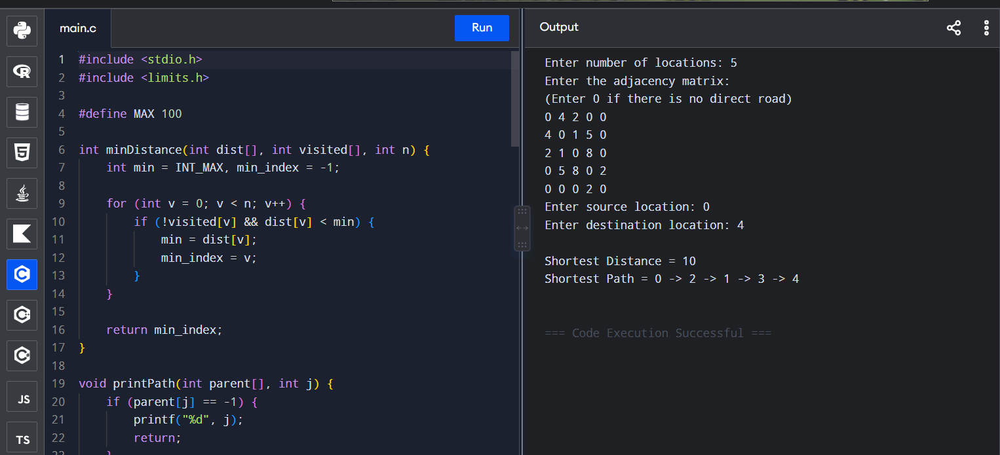 main.c
Run
1 #include <stdio.h>
2 #include <limits.h>
3
4 #define MAX 100
5
6 int minDistance(int dist[], int visited[], int n) {
7     int min = INT_MAX, min_index = -1;
8
9     for (int v = 0; v < n; v++) {
10         if (!visited[v] && dist[v] < min) {
11             min = dist[v];
12             min_index = v;
13         }
14     }
15
16     return min_index;
17 }
18
19 void printPath(int parent[], int j) {
20     if (parent[j] == -1) {
21         printf("%d", j);
22         return;
23     }
Output
Enter number of locations: 5
Enter the adjacency matrix:
(Enter 0 if there is no direct road)
0 4 2 0 0
4 0 1 5 0
2 1 0 8 0
0 5 8 0 2
0 0 0 2 0
Enter source location: 0
Enter destination location: 4
Shortest Distance = 10
Shortest Path = 0 -> 2 -> 1 -> 3 -> 4
=== Code Execution Successful ===
R
5
C
C++
C#
JS
TS